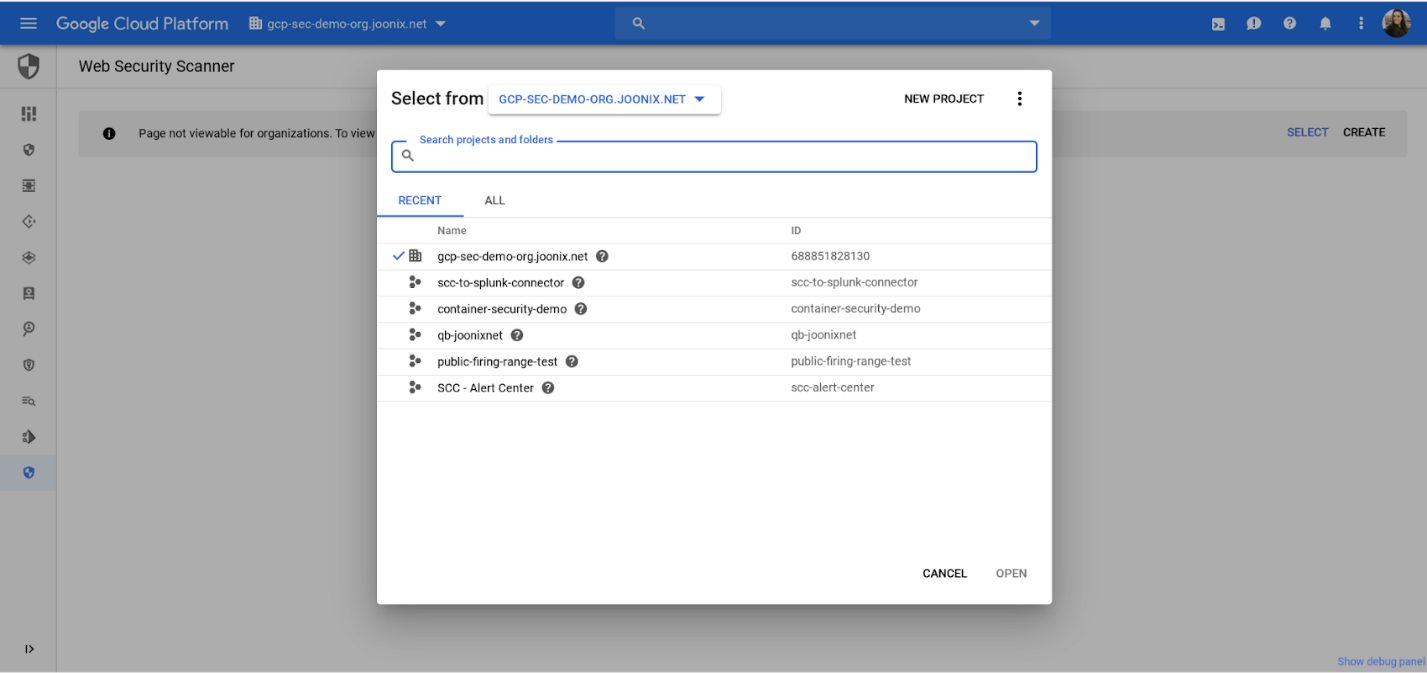 Google Cloud Platform gcp-sec-demo-org.joonix.net
Web Security Scanner
Page not viewable for organizations. To view
SELECT CREATE
Select from GCP-SEC-DEMO-ORG.JOONIX.NET NEW PROJECT
Search projects and folders
RECENT ALL
Name ID
gcp-sec-demo-org.joonix.net 688851828130
scc-to-splunk-connector scc-to-splunk-connector
container-security-demo container-security-demo
qb-joonixnet qb-joonixnet
public-firing-range-test public-firing-range-test
SCC - Alert Center scc-alert-center
CANCEL OPEN
Show debug panel